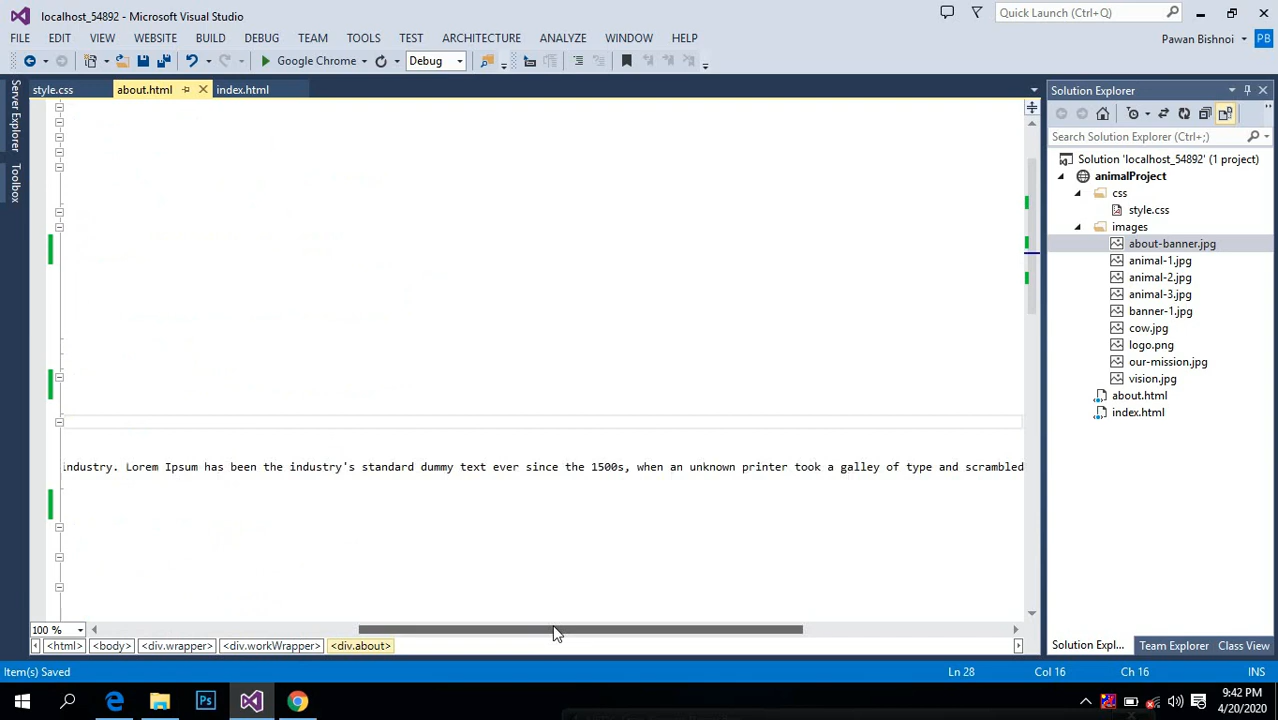 localhost_54892 - Microsoft Visual Studio
Quick Launch (Ctrl+Q)
FILE EDIT VIEW WEBSITE BUILD DEBUG TEAM TOOLS TEST ARCHITECTURE ANALYZE WINDOW HELP
Pawan Bishnoi PB
Google Chrome Debug
style.css about.html index.html
Server Explorer
Toolbox
Solution Explorer
Search Solution Explorer (Ctrl+;)
Solution 'localhost_54892' (1 project)
animalProject
css
style.css
images
about-banner.jpg
animal-1.jpg
animal-2.jpg
animal-3.jpg
banner-1.jpg
cow.jpg
logo.png
our-mission.jpg
vision.jpg
about.html
index.html
industry. Lorem Ipsum has been the industry's standard dummy text ever since the 1500s, when an unknown printer took a galley of type and scrambled
100 %
<html> <body> <div.wrapper> <div.workWrapper> <div.about>
Solution Expl... Team Explorer Class View
Item(s) Saved Ln 28 Col 16 Ch 16 INS
Ps
9:42 PM
4/20/2020